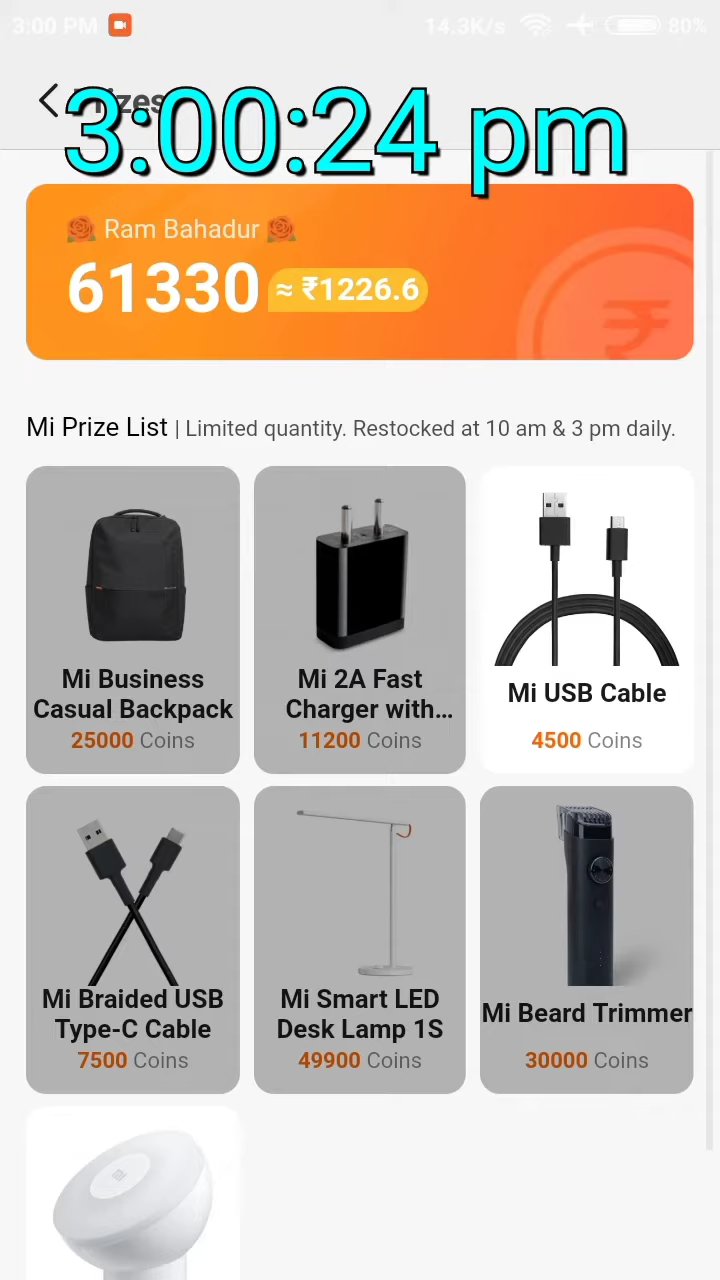 3:00 PM 14.3K/s 80%
Prizes
3:00:24 pm
🌹 Ram Bahadur 🌹
61330 ≈ ₹1226.6
₹
Mi Prize List | Limited quantity. Restocked at 10 am & 3 pm daily.
Mi Business
Casual Backpack
25000 Coins
Mi 2A Fast
Charger with...
11200 Coins
Mi USB Cable
4500 Coins
Mi Braided USB
Type-C Cable
7500 Coins
Mi Smart LED
Desk Lamp 1S
49900 Coins
Mi Beard Trimmer
30000 Coins